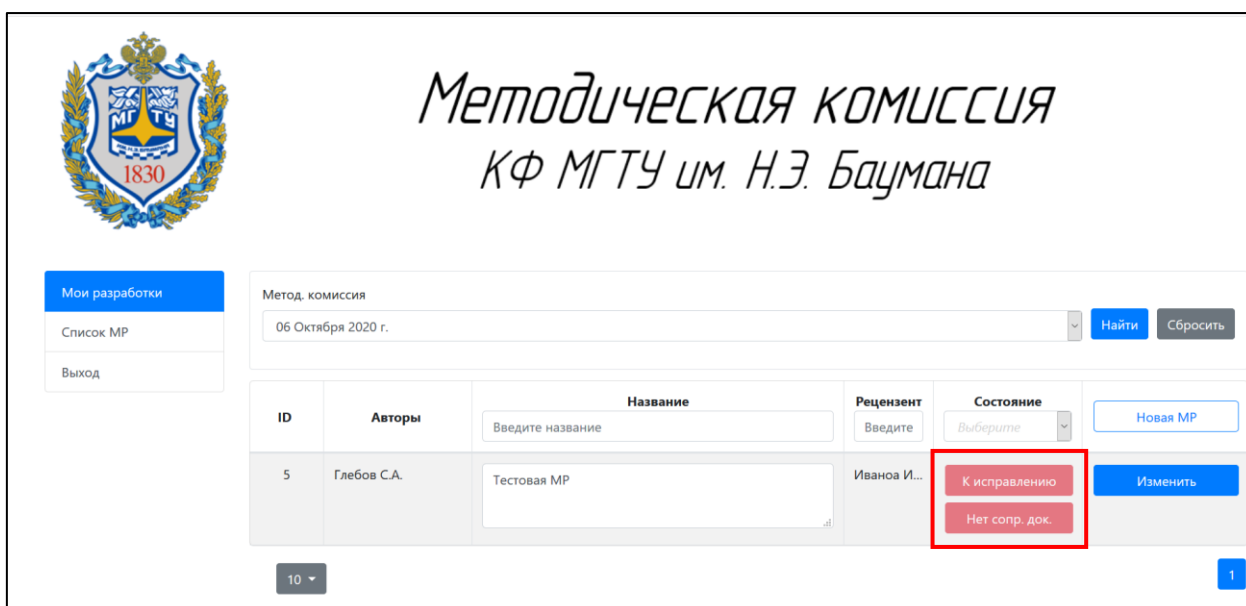 Методическая комиссия
КФ МГТУ им. Н.Э. Баумана
МГТУ
1830
Мои разработки
Список МР
Выход
Метод. комиссия
06 Октября 2020 г.
Найти
Сбросить
ID
Авторы
Название
Введите название
Рецензент
Введите
Состояние
Выберите
Новая МР
5
Глебов С.А.
Тестовая МР
Иваноа И...
К исправлению
Нет сопр. док.
Изменить
10
1